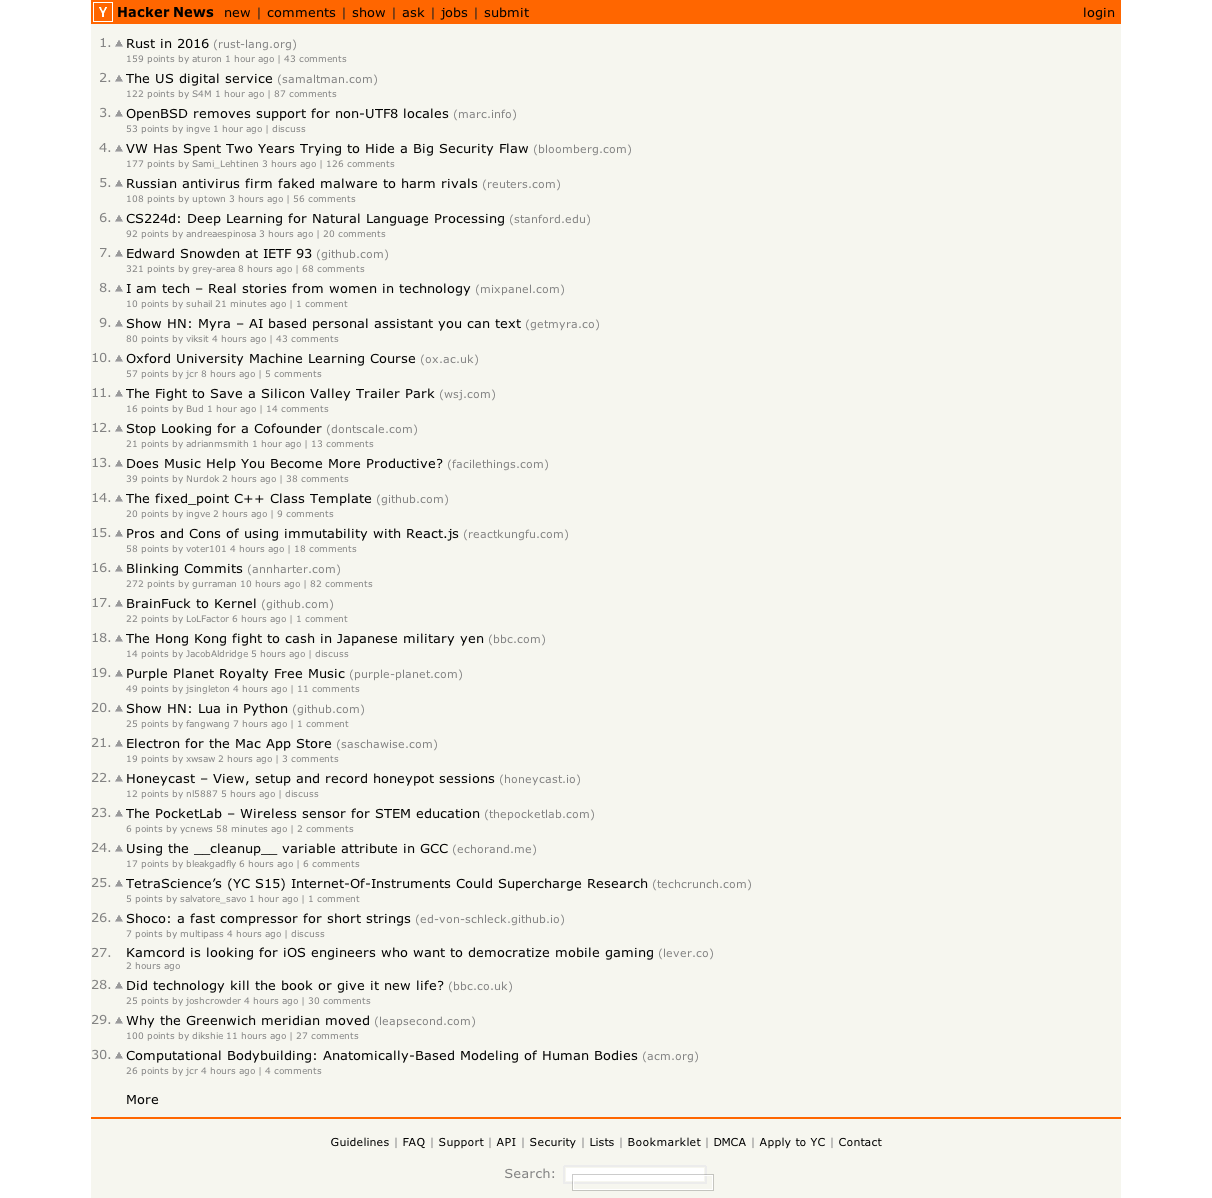 Y Hacker News new | comments | show | ask | jobs | submit login
1. Rust in 2016 (rust-lang.org)
159 points by aturon 1 hour ago | 43 comments
2. The US digital service (samaltman.com)
122 points by S4M 1 hour ago | 87 comments
3. OpenBSD removes support for non-UTF8 locales (marc.info)
53 points by ingve 1 hour ago | discuss
4. VW Has Spent Two Years Trying to Hide a Big Security Flaw (bloomberg.com)
177 points by Sami_Lehtinen 3 hours ago | 126 comments
5. Russian antivirus firm faked malware to harm rivals (reuters.com)
108 points by uptown 3 hours ago | 56 comments
6. CS224d: Deep Learning for Natural Language Processing (stanford.edu)
92 points by andreaespinosa 3 hours ago | 20 comments
7. Edward Snowden at IETF 93 (github.com)
321 points by grey-area 8 hours ago | 68 comments
8. I am tech – Real stories from women in technology (mixpanel.com)
10 points by suhail 21 minutes ago | 1 comment
9. Show HN: Myra – AI based personal assistant you can text (getmyra.co)
80 points by viksit 4 hours ago | 43 comments
10. Oxford University Machine Learning Course (ox.ac.uk)
57 points by jcr 8 hours ago | 5 comments
11. The Fight to Save a Silicon Valley Trailer Park (wsj.com)
16 points by Bud 1 hour ago | 14 comments
12. Stop Looking for a Cofounder (dontscale.com)
21 points by adrianmsmith 1 hour ago | 13 comments
13. Does Music Help You Become More Productive? (facilethings.com)
39 points by Nurdok 2 hours ago | 38 comments
14. The fixed_point C++ Class Template (github.com)
20 points by ingve 2 hours ago | 9 comments
15. Pros and Cons of using immutability with React.js (reactkungfu.com)
58 points by voter101 4 hours ago | 18 comments
16. Blinking Commits (annharter.com)
272 points by gurraman 10 hours ago | 82 comments
17. BrainFuck to Kernel (github.com)
22 points by LoLFactor 6 hours ago | 1 comment
18. The Hong Kong fight to cash in Japanese military yen (bbc.com)
14 points by JacobAldridge 5 hours ago | discuss
19. Purple Planet Royalty Free Music (purple-planet.com)
49 points by jsingleton 4 hours ago | 11 comments
20. Show HN: Lua in Python (github.com)
25 points by fangwang 7 hours ago | 1 comment
21. Electron for the Mac App Store (saschawise.com)
19 points by xwsaw 2 hours ago | 3 comments
22. Honeycast – View, setup and record honeypot sessions (honeycast.io)
12 points by nl5887 5 hours ago | discuss
23. The PocketLab – Wireless sensor for STEM education (thepocketlab.com)
6 points by ycnews 58 minutes ago | 2 comments
24. Using the __cleanup__ variable attribute in GCC (echorand.me)
17 points by bleakgadfly 6 hours ago | 6 comments
25. TetraScience’s (YC S15) Internet-Of-Instruments Could Supercharge Research (techcrunch.com)
5 points by salvatore_savo 1 hour ago | 1 comment
26. Shoco: a fast compressor for short strings (ed-von-schleck.github.io)
7 points by multipass 4 hours ago | discuss
27. Kamcord is looking for iOS engineers who want to democratize mobile gaming (lever.co)
2 hours ago
28. Did technology kill the book or give it new life? (bbc.co.uk)
25 points by joshcrowder 4 hours ago | 30 comments
29. Why the Greenwich meridian moved (leapsecond.com)
100 points by dikshie 11 hours ago | 27 comments
30. Computational Bodybuilding: Anatomically-Based Modeling of Human Bodies (acm.org)
26 points by jcr 4 hours ago | 4 comments
More
Guidelines | FAQ | Support | API | Security | Lists | Bookmarklet | DMCA | Apply to YC | Contact
Search: